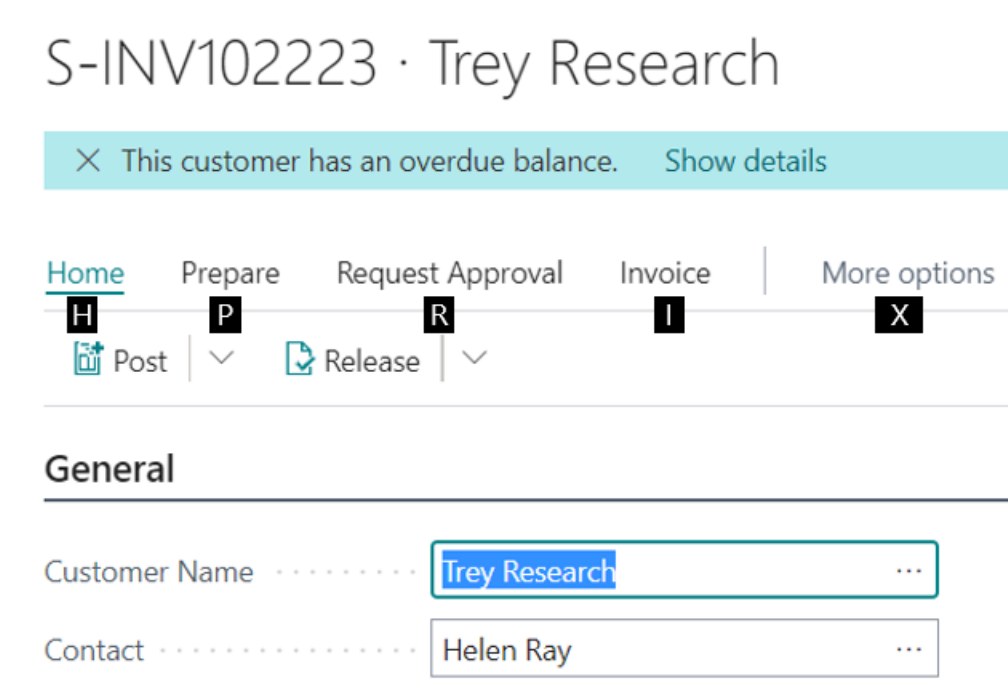 S-INV102223 · Trey Research
This customer has an overdue balance. Show details
Home Prepare Request Approval Invoice More options
H P R I X
Post Release
General
Customer Name Trey Research ...
Contact Helen Ray ...